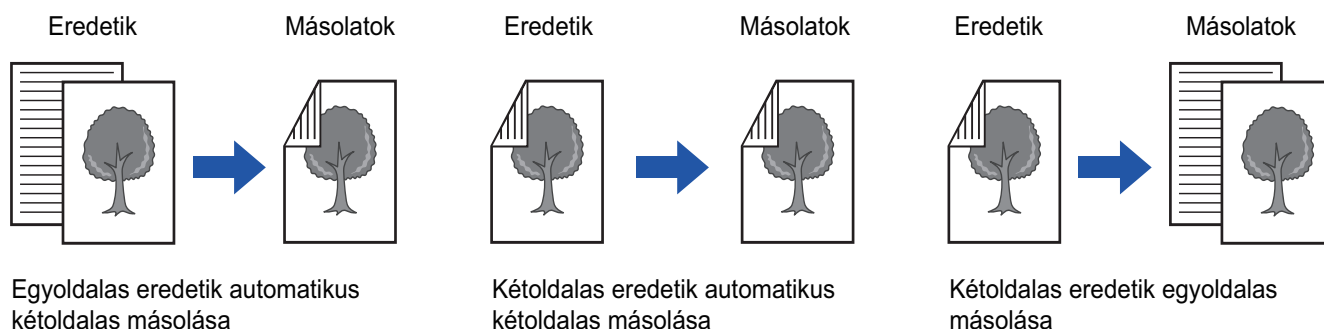 Eredetik Másolatok Eredetik Másolatok Eredetik Másolatok
Egyoldalas eredetik automatikus
kétoldalas másolása
Kétoldalas eredetik automatikus
kétoldalas másolása
Kétoldalas eredetik egyoldalas
másolása